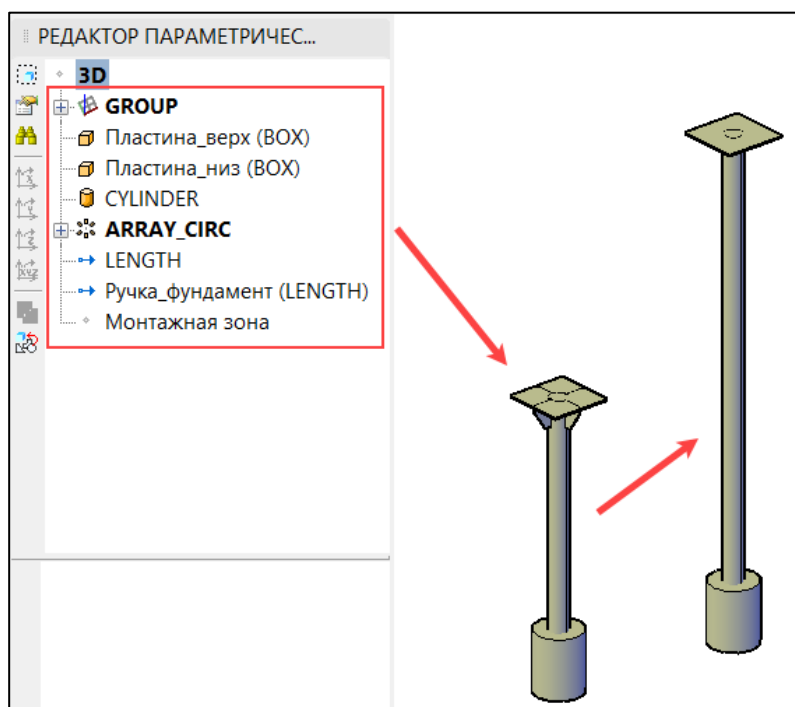 РЕДАКТОР ПАРАМЕТРИЧЕС...
3D
GROUP
Пластина_верх (BOX)
Пластина_низ (BOX)
CYLINDER
ARRAY_CIRC
LENGTH
Ручка_фундамент (LENGTH)
Монтажная зона